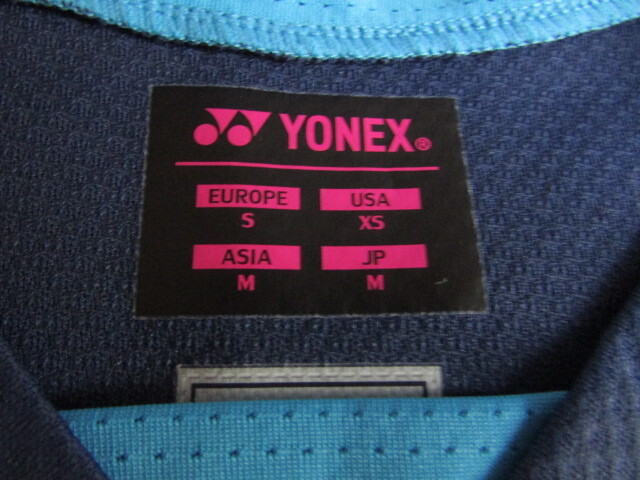 YONEX®
EUROPE USA
S XS
ASIA JP
M M